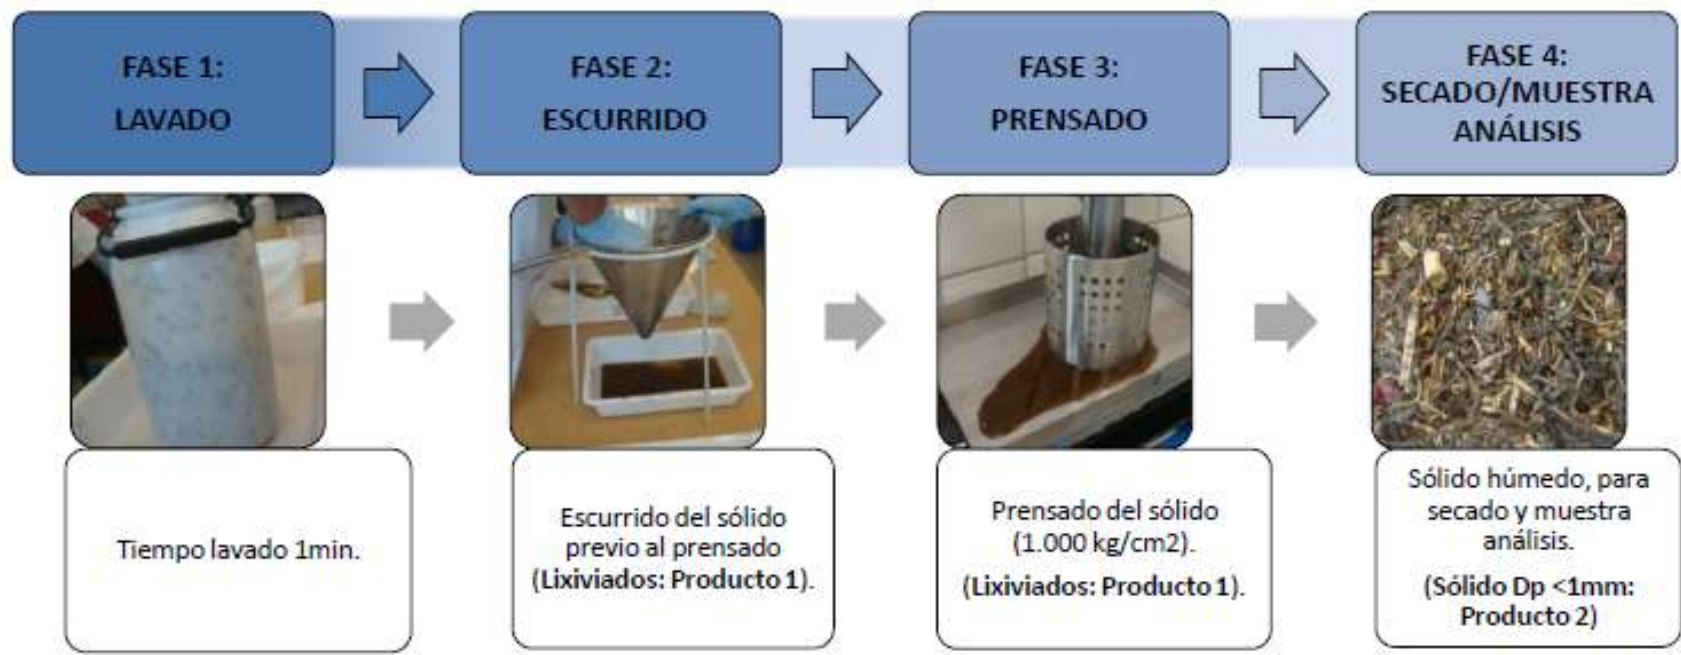 FASE 1:
LAVADO
FASE 2:
ESCURRIDO
FASE 3:
PRENSADO
FASE 4:
SECADO/MUESTRA
ANÁLISIS
Tiempo lavado 1min.
Escurrido del sólido
previo al prensado
(Lixiviados: Producto 1).
Prensado del sólido
(1.000 kg/cm2).
(Lixiviados: Producto 1).
Sólido húmedo, para
secado y muestra
análisis.
(Sólido Dp <1mm:
Producto 2)